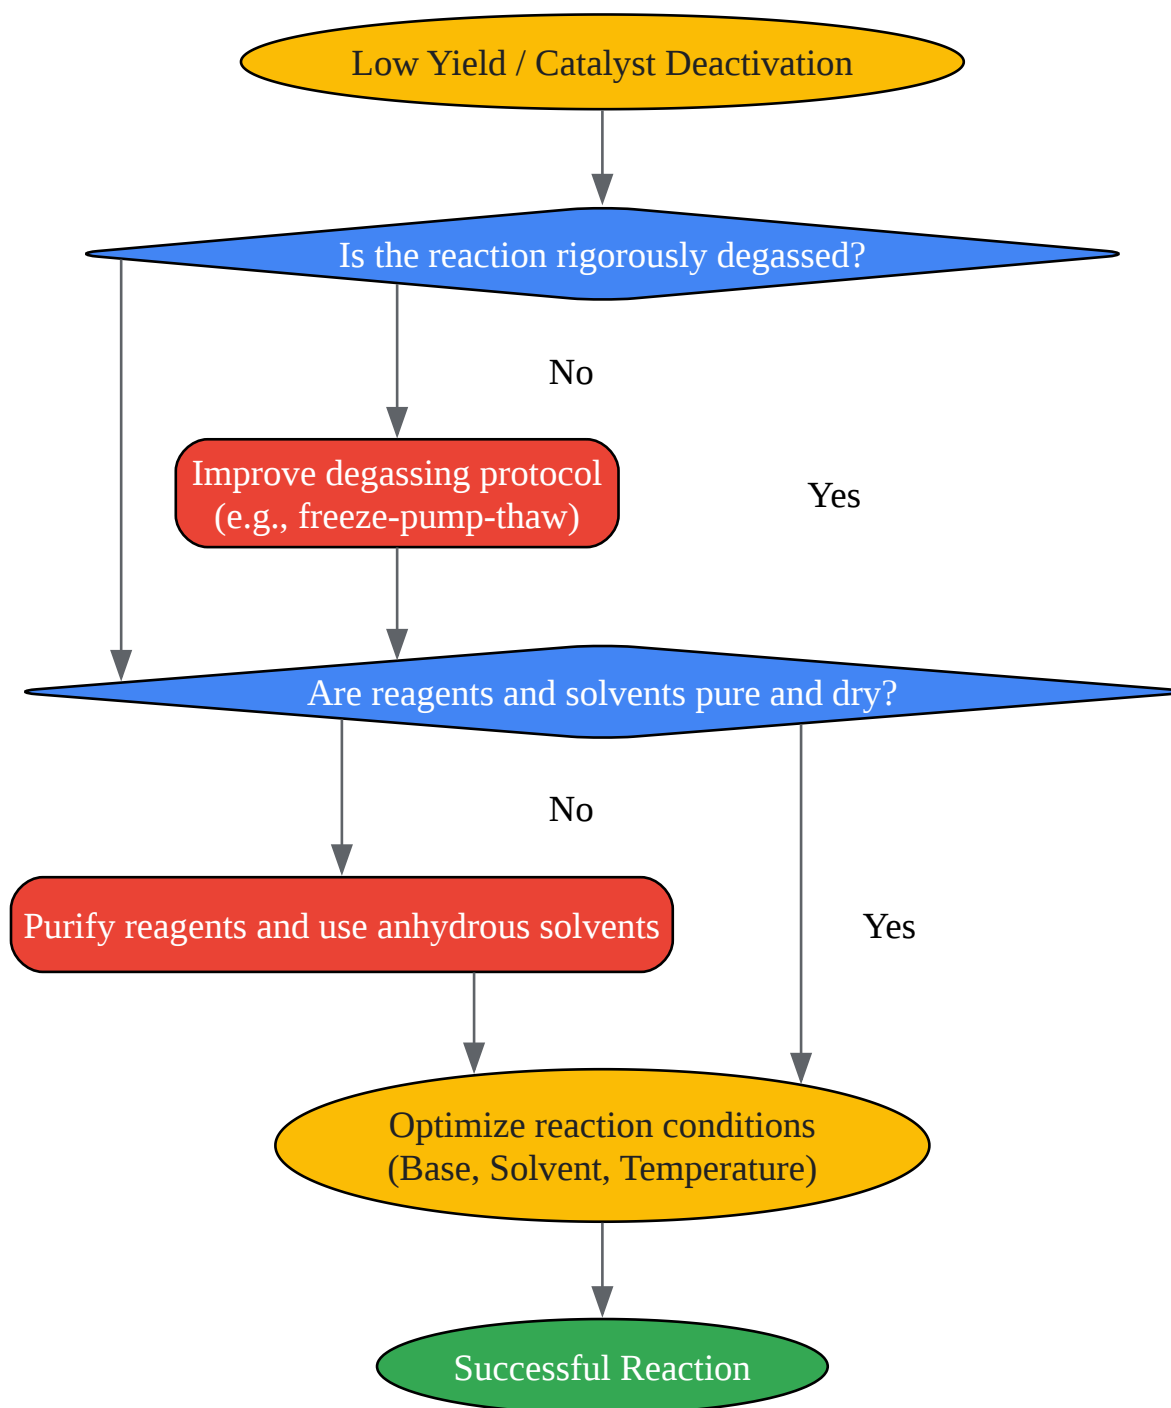 Low Yield / Catalyst Deactivation
Is the reaction rigorously degassed?
No
Improve degassing protocol
(e.g., freeze-pump-thaw)
Yes
Are reagents and solvents pure and dry?
No
Purify reagents and use anhydrous solvents
Yes
Optimize reaction conditions
(Base, Solvent, Temperature)
Successful Reaction